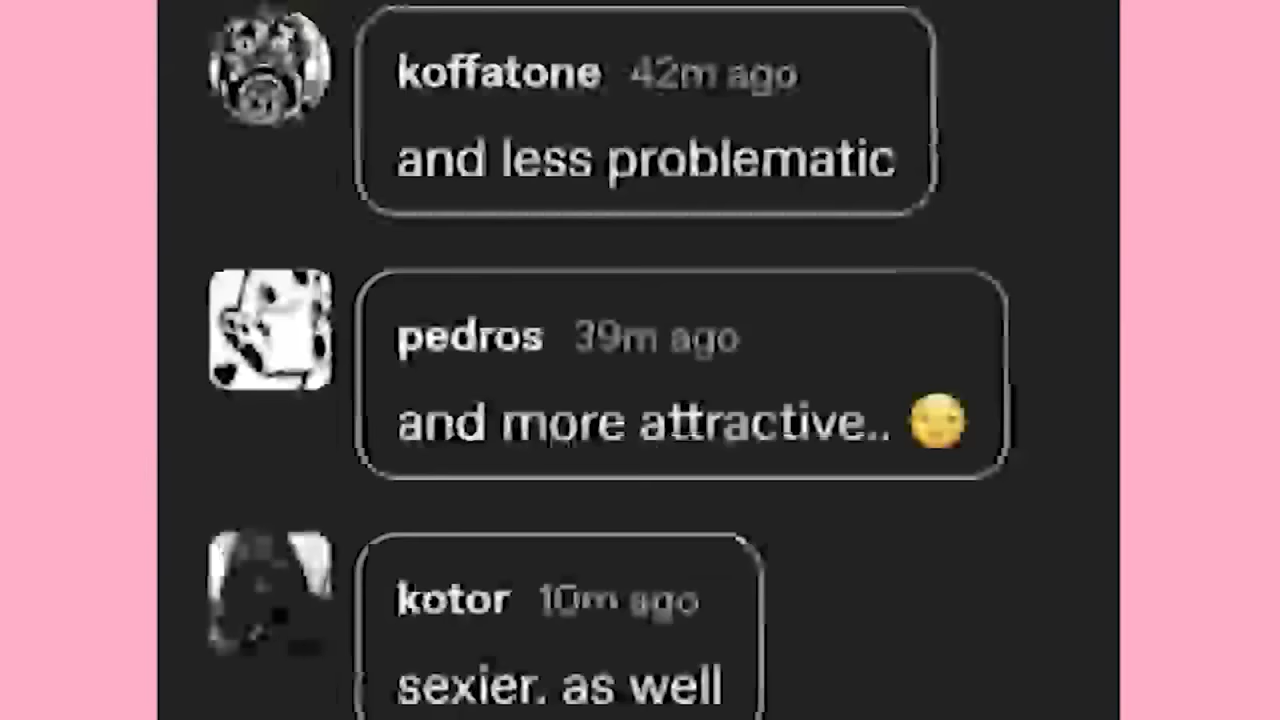 koffatone 42m ago
and less problematic
pedros 39m ago
and more attractive.. 😐
kotor 10m ago
sexier. as well